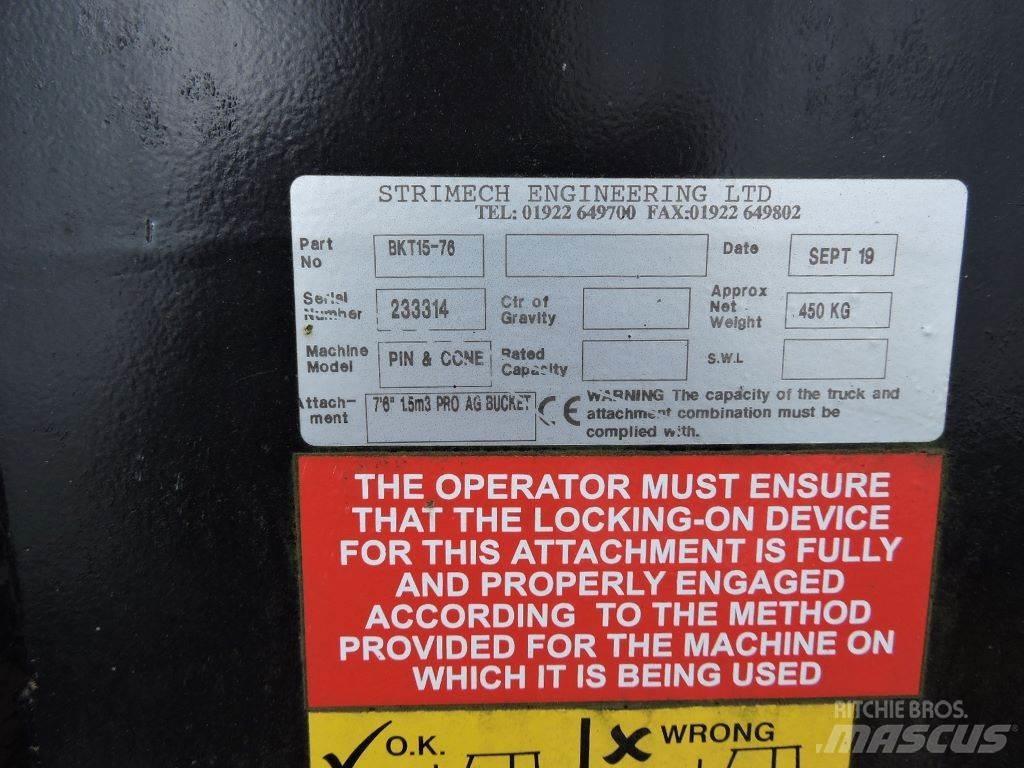 STRIMECH ENGINEERING LTD
TEL: 01922 649700 FAX:01922 649802
Part No BKT15-76 Date SEPT 19
Serial Number 233314 Ctr of Gravity Approx Net Weight 450 KG
Machine Model PIN & CONE Rated Capacity S.W.L
Attach-ment 7'6" 1.5m3 PRO AG BUCKET CE
WARNING The capacity of the truck and
attachment combination must be
complied with.
THE OPERATOR MUST ENSURE
THAT THE LOCKING-ON DEVICE
FOR THIS ATTACHMENT IS FULLY
AND PROPERLY ENGAGED
ACCORDING TO THE METHOD
PROVIDED FOR THE MACHINE ON
WHICH IT IS BEING USED
O.K. WRONG
RITCHIE BROS.
MASCUS